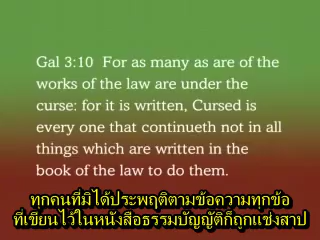 Gal 3:10  For as many as are of the
works of the law are under the
curse: for it is written, Cursed is
every one that continueth not in all
things which are written in the
book of the law to do them.
ทุกคนที่มิได้ประพฤติตามข้อความทุกข้อ
ที่เขียนไว้ในหนังสือธรรมบัญญัติก็ถูกแช่งสาป